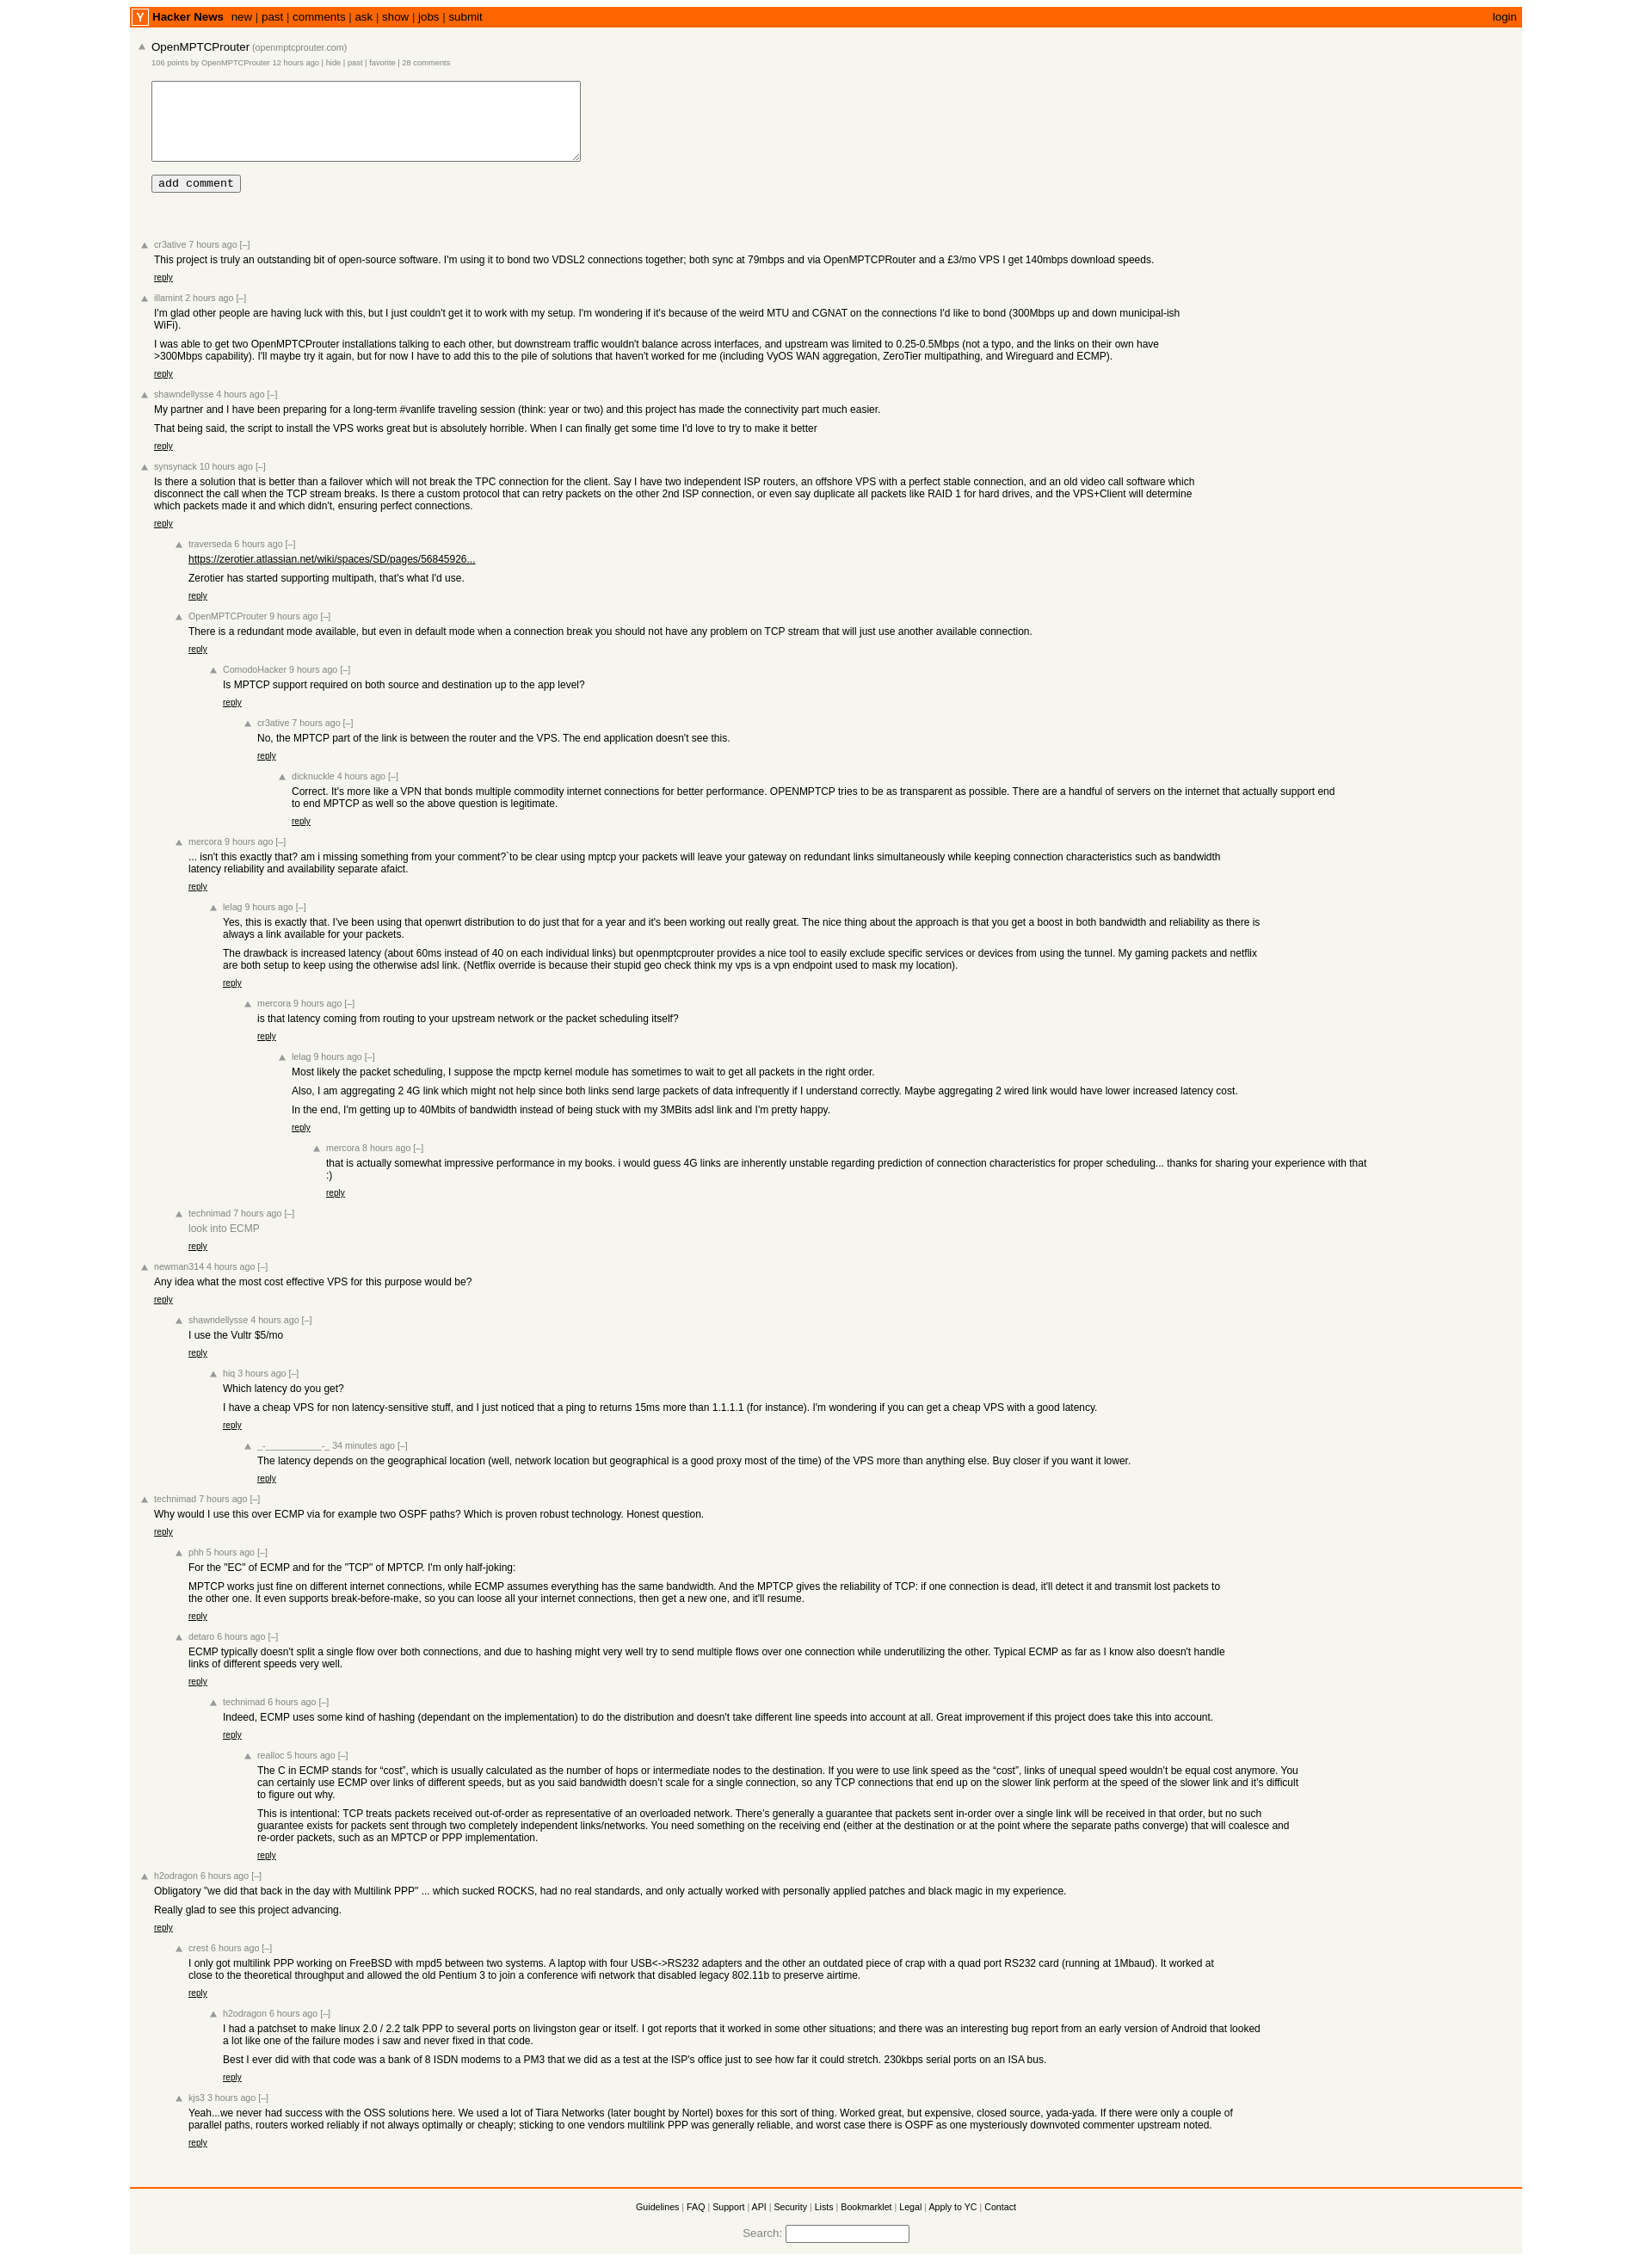 Y Hacker News new | past | comments | ask | show | jobs | submit login
OpenMPTCProuter (openmptcprouter.com)
106 points by OpenMPTCProuter 12 hours ago | hide | past | favorite | 28 comments
add comment
cr3ative 7 hours ago [–]
This project is truly an outstanding bit of open-source software. I'm using it to bond two VDSL2 connections together; both sync at 79mbps and via OpenMPTCPRouter and a £3/mo VPS I get 140mbps download speeds.
reply
illamint 2 hours ago [–]
I'm glad other people are having luck with this, but I just couldn't get it to work with my setup. I'm wondering if it's because of the weird MTU and CGNAT on the connections I'd like to bond (300Mbps up and down municipal-ish
WiFi).
I was able to get two OpenMPTCProuter installations talking to each other, but downstream traffic wouldn't balance across interfaces, and upstream was limited to 0.25-0.5Mbps (not a typo, and the links on their own have
>300Mbps capability). I'll maybe try it again, but for now I have to add this to the pile of solutions that haven't worked for me (including VyOS WAN aggregation, ZeroTier multipathing, and Wireguard and ECMP).
reply
shawndellysse 4 hours ago [–]
My partner and I have been preparing for a long-term #vanlife traveling session (think: year or two) and this project has made the connectivity part much easier.
That being said, the script to install the VPS works great but is absolutely horrible. When I can finally get some time I'd love to try to make it better
reply
synsynack 10 hours ago [–]
Is there a solution that is better than a failover which will not break the TPC connection for the client. Say I have two independent ISP routers, an offshore VPS with a perfect stable connection, and an old video call software which
disconnect the call when the TCP stream breaks. Is there a custom protocol that can retry packets on the other 2nd ISP connection, or even say duplicate all packets like RAID 1 for hard drives, and the VPS+Client will determine
which packets made it and which didn't, ensuring perfect connections.
reply
traverseda 6 hours ago [–]
https://zerotier.atlassian.net/wiki/spaces/SD/pages/56845926...
Zerotier has started supporting multipath, that's what I'd use.
reply
OpenMPTCProuter 9 hours ago [–]
There is a redundant mode available, but even in default mode when a connection break you should not have any problem on TCP stream that will just use another available connection.
reply
ComodoHacker 9 hours ago [–]
Is MPTCP support required on both source and destination up to the app level?
reply
cr3ative 7 hours ago [–]
No, the MPTCP part of the link is between the router and the VPS. The end application doesn't see this.
reply
dicknuckle 4 hours ago [–]
Correct. It's more like a VPN that bonds multiple commodity internet connections for better performance. OPENMPTCP tries to be as transparent as possible. There are a handful of servers on the internet that actually support end
to end MPTCP as well so the above question is legitimate.
reply
mercora 9 hours ago [–]
... isn't this exactly that? am i missing something from your comment?`to be clear using mptcp your packets will leave your gateway on redundant links simultaneously while keeping connection characteristics such as bandwidth
latency reliability and availability separate afaict.
reply
lelag 9 hours ago [–]
Yes, this is exactly that. I've been using that openwrt distribution to do just that for a year and it's been working out really great. The nice thing about the approach is that you get a boost in both bandwidth and reliability as there is
always a link available for your packets.
The drawback is increased latency (about 60ms instead of 40 on each individual links) but openmptcprouter provides a nice tool to easily exclude specific services or devices from using the tunnel. My gaming packets and netflix
are both setup to keep using the otherwise adsl link. (Netflix override is because their stupid geo check think my vps is a vpn endpoint used to mask my location).
reply
mercora 9 hours ago [–]
is that latency coming from routing to your upstream network or the packet scheduling itself?
reply
lelag 9 hours ago [–]
Most likely the packet scheduling, I suppose the mpctp kernel module has sometimes to wait to get all packets in the right order.
Also, I am aggregating 2 4G link which might not help since both links send large packets of data infrequently if I understand correctly. Maybe aggregating 2 wired link would have lower increased latency cost.
In the end, I'm getting up to 40Mbits of bandwidth instead of being stuck with my 3MBits adsl link and I'm pretty happy.
reply
mercora 8 hours ago [–]
that is actually somewhat impressive performance in my books. i would guess 4G links are inherently unstable regarding prediction of connection characteristics for proper scheduling... thanks for sharing your experience with that
:)
reply
technimad 7 hours ago [–]
look into ECMP
reply
newman314 4 hours ago [–]
Any idea what the most cost effective VPS for this purpose would be?
reply
shawndellysse 4 hours ago [–]
I use the Vultr $5/mo
reply
hiq 3 hours ago [–]
Which latency do you get?
I have a cheap VPS for non latency-sensitive stuff, and I just noticed that a ping to returns 15ms more than 1.1.1.1 (for instance). I'm wondering if you can get a cheap VPS with a good latency.
reply
_-____________-_ 34 minutes ago [–]
The latency depends on the geographical location (well, network location but geographical is a good proxy most of the time) of the VPS more than anything else. Buy closer if you want it lower.
reply
technimad 7 hours ago [–]
Why would I use this over ECMP via for example two OSPF paths? Which is proven robust technology. Honest question.
reply
phh 5 hours ago [–]
For the "EC" of ECMP and for the "TCP" of MPTCP. I'm only half-joking:
MPTCP works just fine on different internet connections, while ECMP assumes everything has the same bandwidth. And the MPTCP gives the reliability of TCP: if one connection is dead, it'll detect it and transmit lost packets to
the other one. It even supports break-before-make, so you can loose all your internet connections, then get a new one, and it'll resume.
reply
detaro 6 hours ago [–]
ECMP typically doesn't split a single flow over both connections, and due to hashing might very well try to send multiple flows over one connection while underutilizing the other. Typical ECMP as far as I know also doesn't handle
links of different speeds very well.
reply
technimad 6 hours ago [–]
Indeed, ECMP uses some kind of hashing (dependant on the implementation) to do the distribution and doesn't take different line speeds into account at all. Great improvement if this project does take this into account.
reply
realloc 5 hours ago [–]
The C in ECMP stands for “cost”, which is usually calculated as the number of hops or intermediate nodes to the destination. If you were to use link speed as the “cost”, links of unequal speed wouldn’t be equal cost anymore. You
can certainly use ECMP over links of different speeds, but as you said bandwidth doesn’t scale for a single connection, so any TCP connections that end up on the slower link perform at the speed of the slower link and it’s difficult
to figure out why.
This is intentional: TCP treats packets received out-of-order as representative of an overloaded network. There’s generally a guarantee that packets sent in-order over a single link will be received in that order, but no such
guarantee exists for packets sent through two completely independent links/networks. You need something on the receiving end (either at the destination or at the point where the separate paths converge) that will coalesce and
re-order packets, such as an MPTCP or PPP implementation.
reply
h2odragon 6 hours ago [–]
Obligatory "we did that back in the day with Multilink PPP" ... which sucked ROCKS, had no real standards, and only actually worked with personally applied patches and black magic in my experience.
Really glad to see this project advancing.
reply
crest 6 hours ago [–]
I only got multilink PPP working on FreeBSD with mpd5 between two systems. A laptop with four USB<->RS232 adapters and the other an outdated piece of crap with a quad port RS232 card (running at 1Mbaud). It worked at
close to the theoretical throughput and allowed the old Pentium 3 to join a conference wifi network that disabled legacy 802.11b to preserve airtime.
reply
h2odragon 6 hours ago [–]
I had a patchset to make linux 2.0 / 2.2 talk PPP to several ports on livingston gear or itself. I got reports that it worked in some other situations; and there was an interesting bug report from an early version of Android that looked
a lot like one of the failure modes i saw and never fixed in that code.
Best I ever did with that code was a bank of 8 ISDN modems to a PM3 that we did as a test at the ISP's office just to see how far it could stretch. 230kbps serial ports on an ISA bus.
reply
kjs3 3 hours ago [–]
Yeah...we never had success with the OSS solutions here. We used a lot of Tiara Networks (later bought by Nortel) boxes for this sort of thing. Worked great, but expensive, closed source, yada-yada. If there were only a couple of
parallel paths, routers worked reliably if not always optimally or cheaply; sticking to one vendors multilink PPP was generally reliable, and worst case there is OSPF as one mysteriously downvoted commenter upstream noted.
reply
Guidelines | FAQ | Support | API | Security | Lists | Bookmarklet | Legal | Apply to YC | Contact
Search: